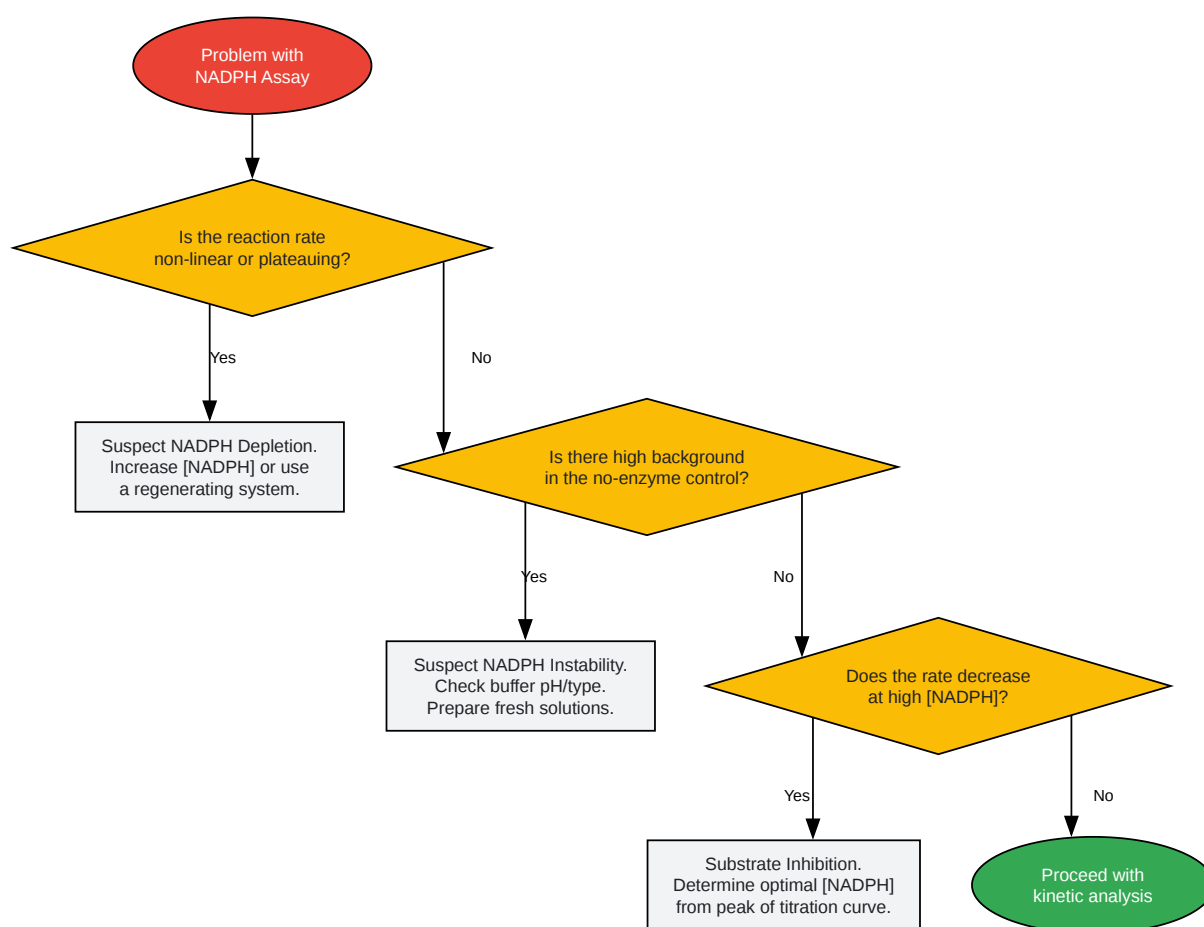 Problem with
NADPH Assay
Is the reaction rate
non-linear or plateauing?
Yes
No
Suspect NADPH Depletion.
Increase [NADPH] or use
a regenerating system.
Is there high background
in the no-enzyme control?
Yes
No
Suspect NADPH Instability.
Check buffer pH/type.
Prepare fresh solutions.
Does the rate decrease
at high [NADPH]?
Yes
No
Substrate Inhibition.
Determine optimal [NADPH]
from peak of titration curve.
Proceed with
kinetic analysis